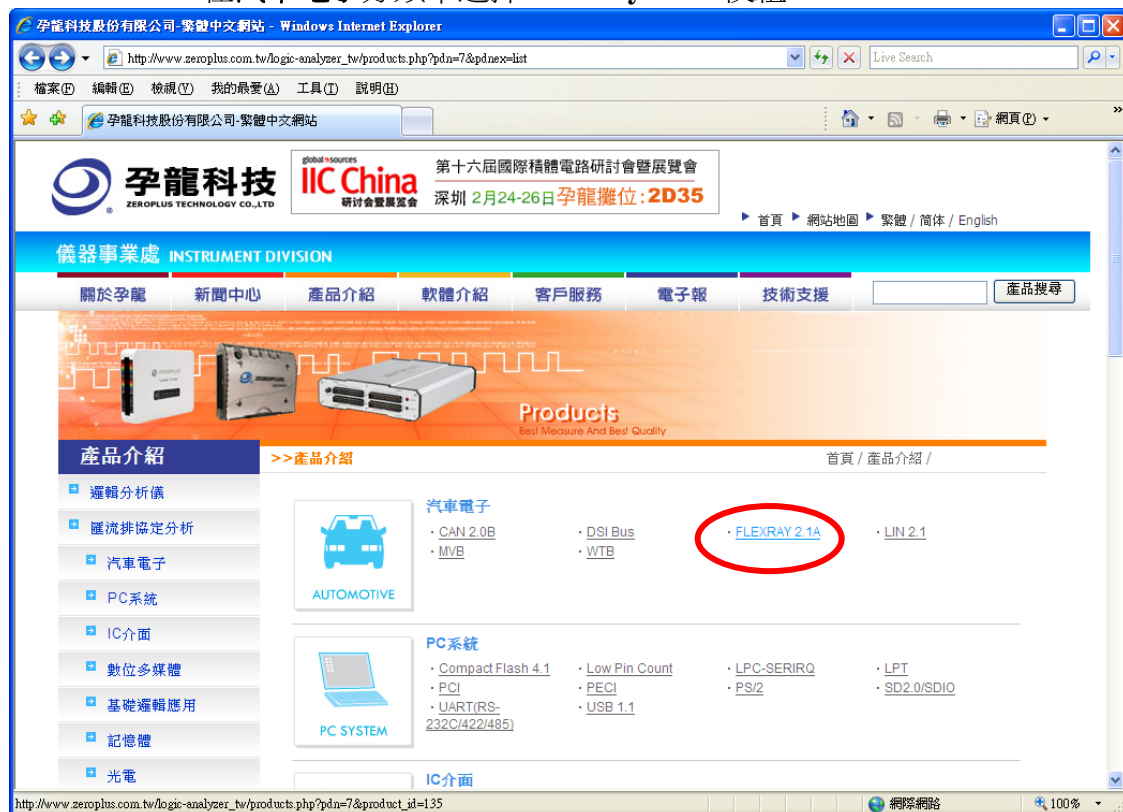 孕龍科技股份有限公司-繁體中文網站 - Windows Internet Explorer
http://www.zeroplus.com.tw/logic-analyzer_tw/products.php?pdn=7&pdnex=list
Live Search
檔案(F) 編輯(E) 檢視(V) 我的最愛(A) 工具(T) 說明(H)
孕龍科技股份有限公司-繁體中文網站
網頁(P)
孕龍科技
ZEROPLUS TECHNOLOGY CO.,LTD
global sources
IIC China
研讨会暨展览会
第十六屆國際積體電路研討會暨展覽會
深圳 2月24-26日孕龍攤位:2D35
首頁 網站地圖 繁體 / 简体 / English
儀器事業處 INSTRUMENT DIVISION
關於孕龍 新聞中心 產品介紹 軟體介紹 客戶服務 電子報 技術支援 產品搜尋
ZEROPLUS
Products
Best Measure And Best Quality
產品介紹
>>產品介紹
首頁 / 產品介紹 /
邏輯分析儀
匯流排協定分析
汽車電子
PC系統
IC介面
數位多媒體
基礎邏輯應用
記憶體
光電
AUTOMOTIVE
汽車電子
· CAN 2.0B · DSI Bus · FLEXRAY 2.1A · LIN 2.1
· MVB · WTB
PC SYSTEM
PC系統
· Compact Flash 4.1 · Low Pin Count · LPC-SERIRQ · LPT
· PCI · PECI · PS/2 · SD2.0/SDIO
· UART(RS-232C/422/485) · USB 1.1
IC介面
http://www.zeroplus.com.tw/logic-analyzer_tw/products.php?pdn=7&product_id=135
網際網路
100%